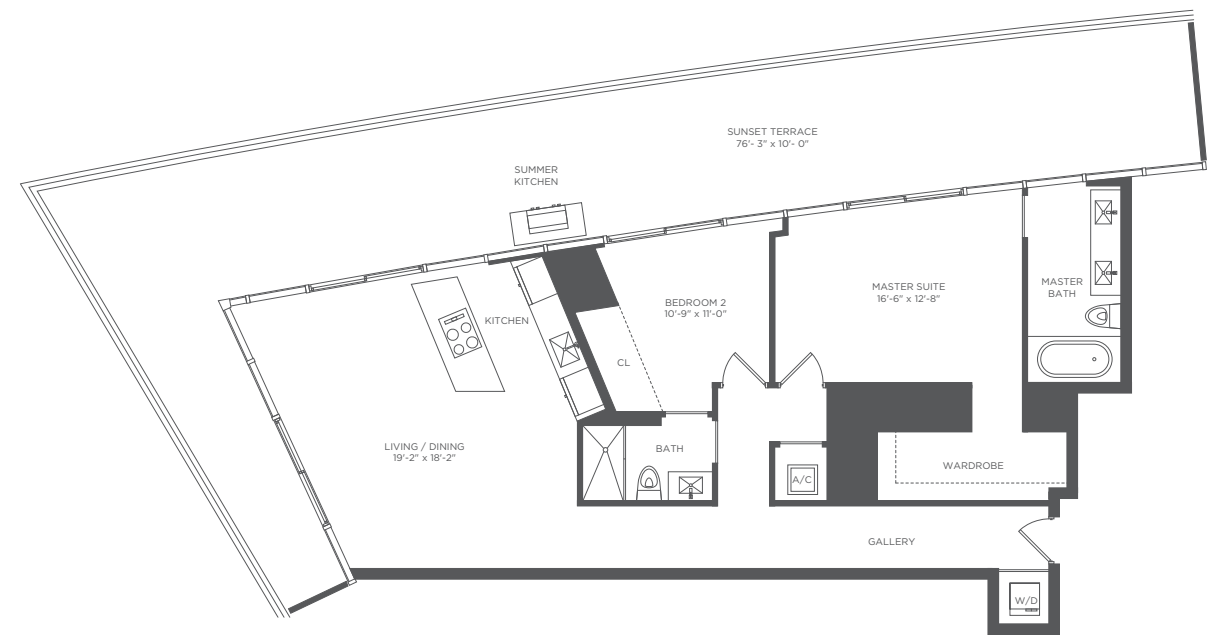 SUNSET TERRACE
76'- 3" x 10'- 0"
SUMMER
KITCHEN
MASTER SUITE
16'-6" x 12'-8"
MASTER
BATH
BEDROOM 2
10'-9" x 11'-0"
KITCHEN
CL
LIVING / DINING
19'-2" x 18'-2"
BATH
A/C
WARDROBE
GALLERY
W/D